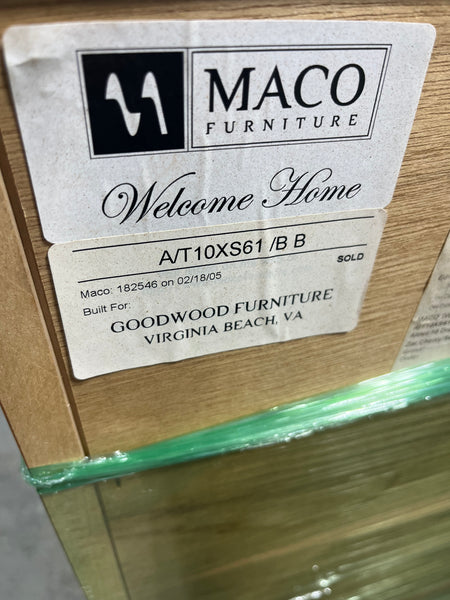 MACO
FURNITURE
Welcome Home
A/T10XS61 /B B
SOLD
Maco: 182546 on 02/18/05
Built For:
GOODWOOD FURNITURE
VIRGINIA BEACH, VA